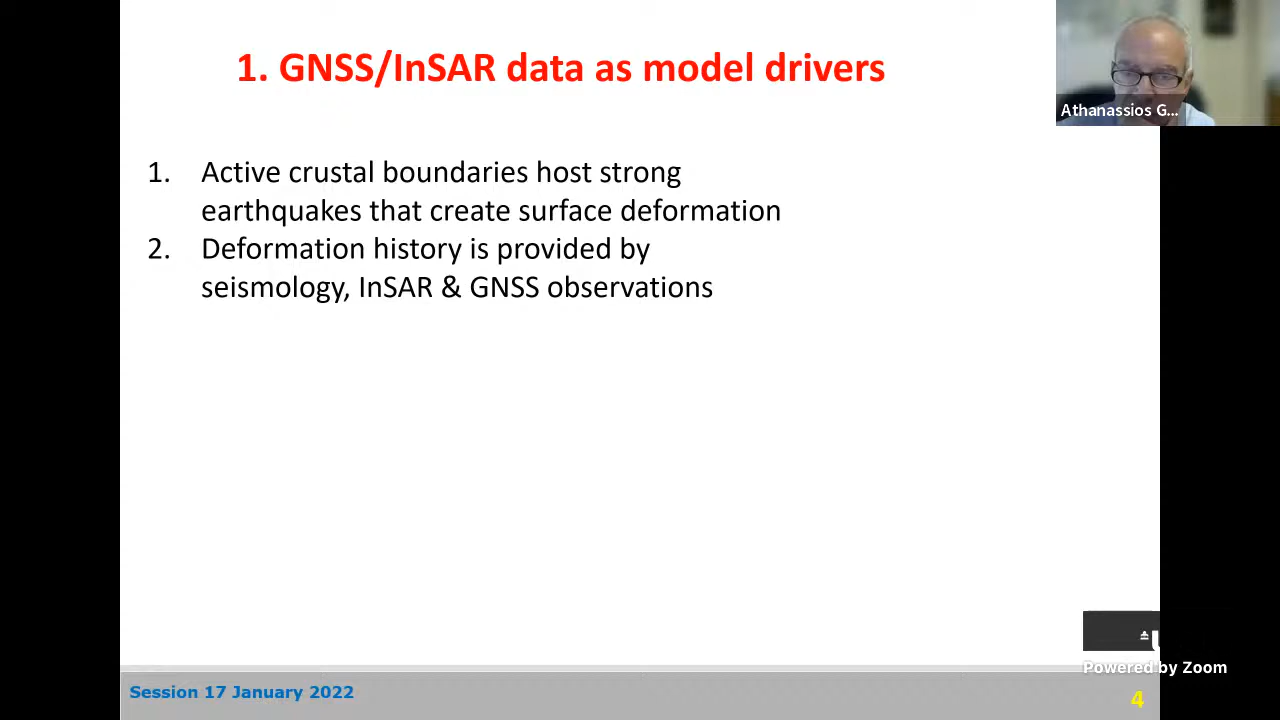 1. GNSS/InSAR data as model drivers
Athanassios G...
1. Active crustal boundaries host strong
earthquakes that create surface deformation
2. Deformation history is provided by
seismology, InSAR & GNSS observations
Powered by Zoom
Session 17 January 2022
4